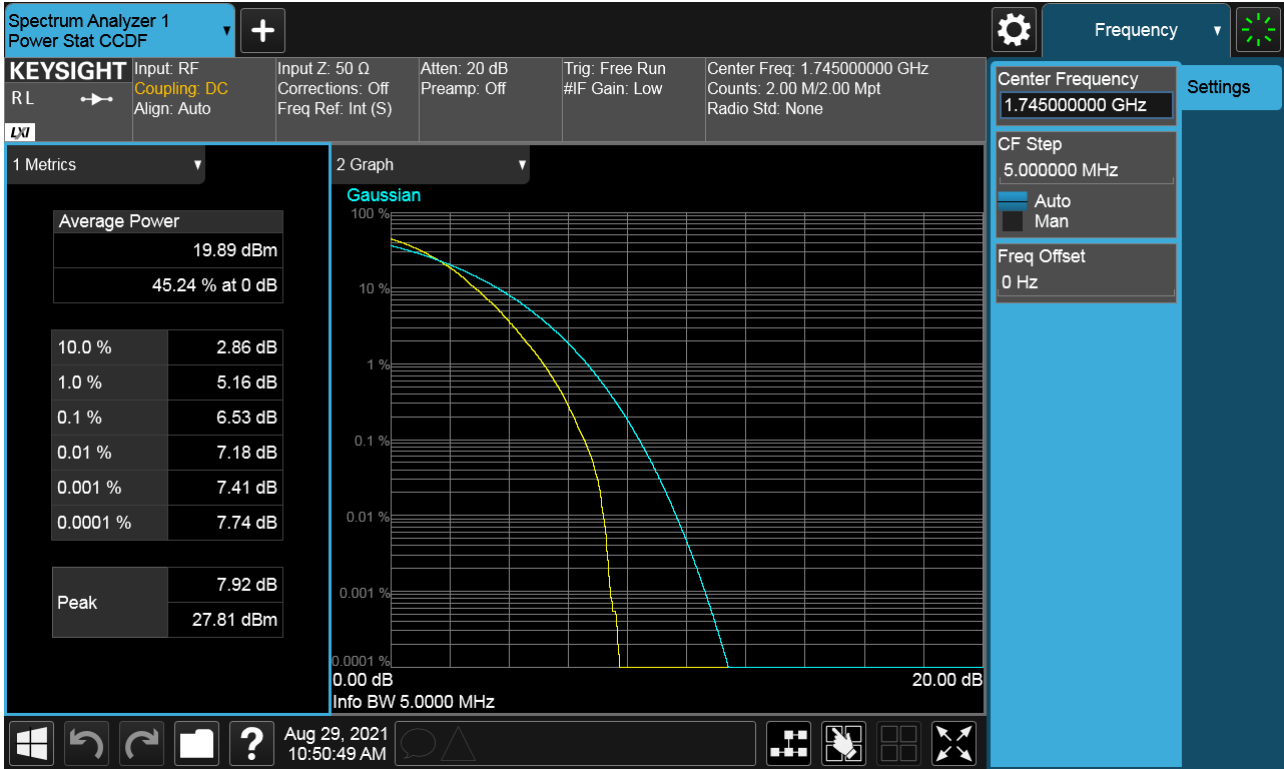 Spectrum Analyzer 1
Power Stat CCDF
Frequency
KEYSIGHT
R L
LXI
Input: RF
Coupling: DC
Align: Auto
Input Z: 50 Ω
Corrections: Off
Freq Ref: Int (S)
Atten: 20 dB
Preamp: Off
Trig: Free Run
#IF Gain: Low
Center Freq: 1.745000000 GHz
Counts: 2.00 M/2.00 Mpt
Radio Std: None
Center Frequency
1.745000000 GHz
Settings
CF Step
5.000000 MHz
Auto
Man
Freq Offset
0 Hz
1 Metrics
Average Power
19.89 dBm
45.24 % at 0 dB
10.0 % 2.86 dB
1.0 % 5.16 dB
0.1 % 6.53 dB
0.01 % 7.18 dB
0.001 % 7.41 dB
0.0001 % 7.74 dB
Peak
7.92 dB
27.81 dBm
2 Graph
Gaussian
100 %
10 %
1 %
0.1 %
0.01 %
0.001 %
0.0001 %
0.00 dB 20.00 dB
Info BW 5.0000 MHz
?
Aug 29, 2021
10:50:49 AM